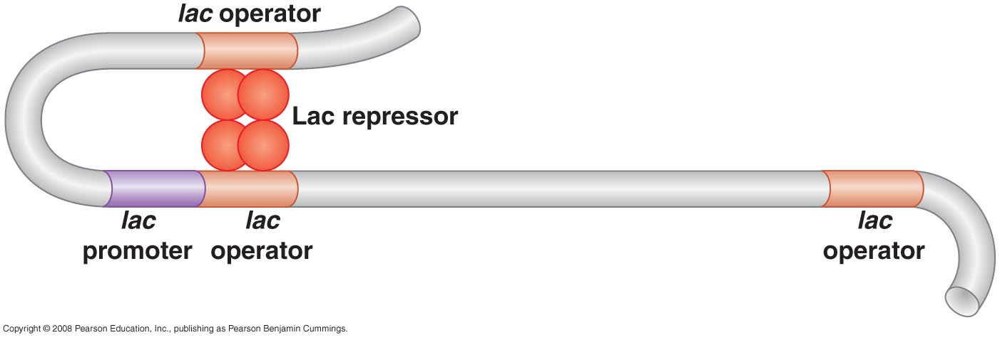 lac operator
Lac repressor
lac
promoter
lac
operator
lac
operator
Copyright © 2008 Pearson Education, Inc., publishing as Pearson Benjamin Cummings.